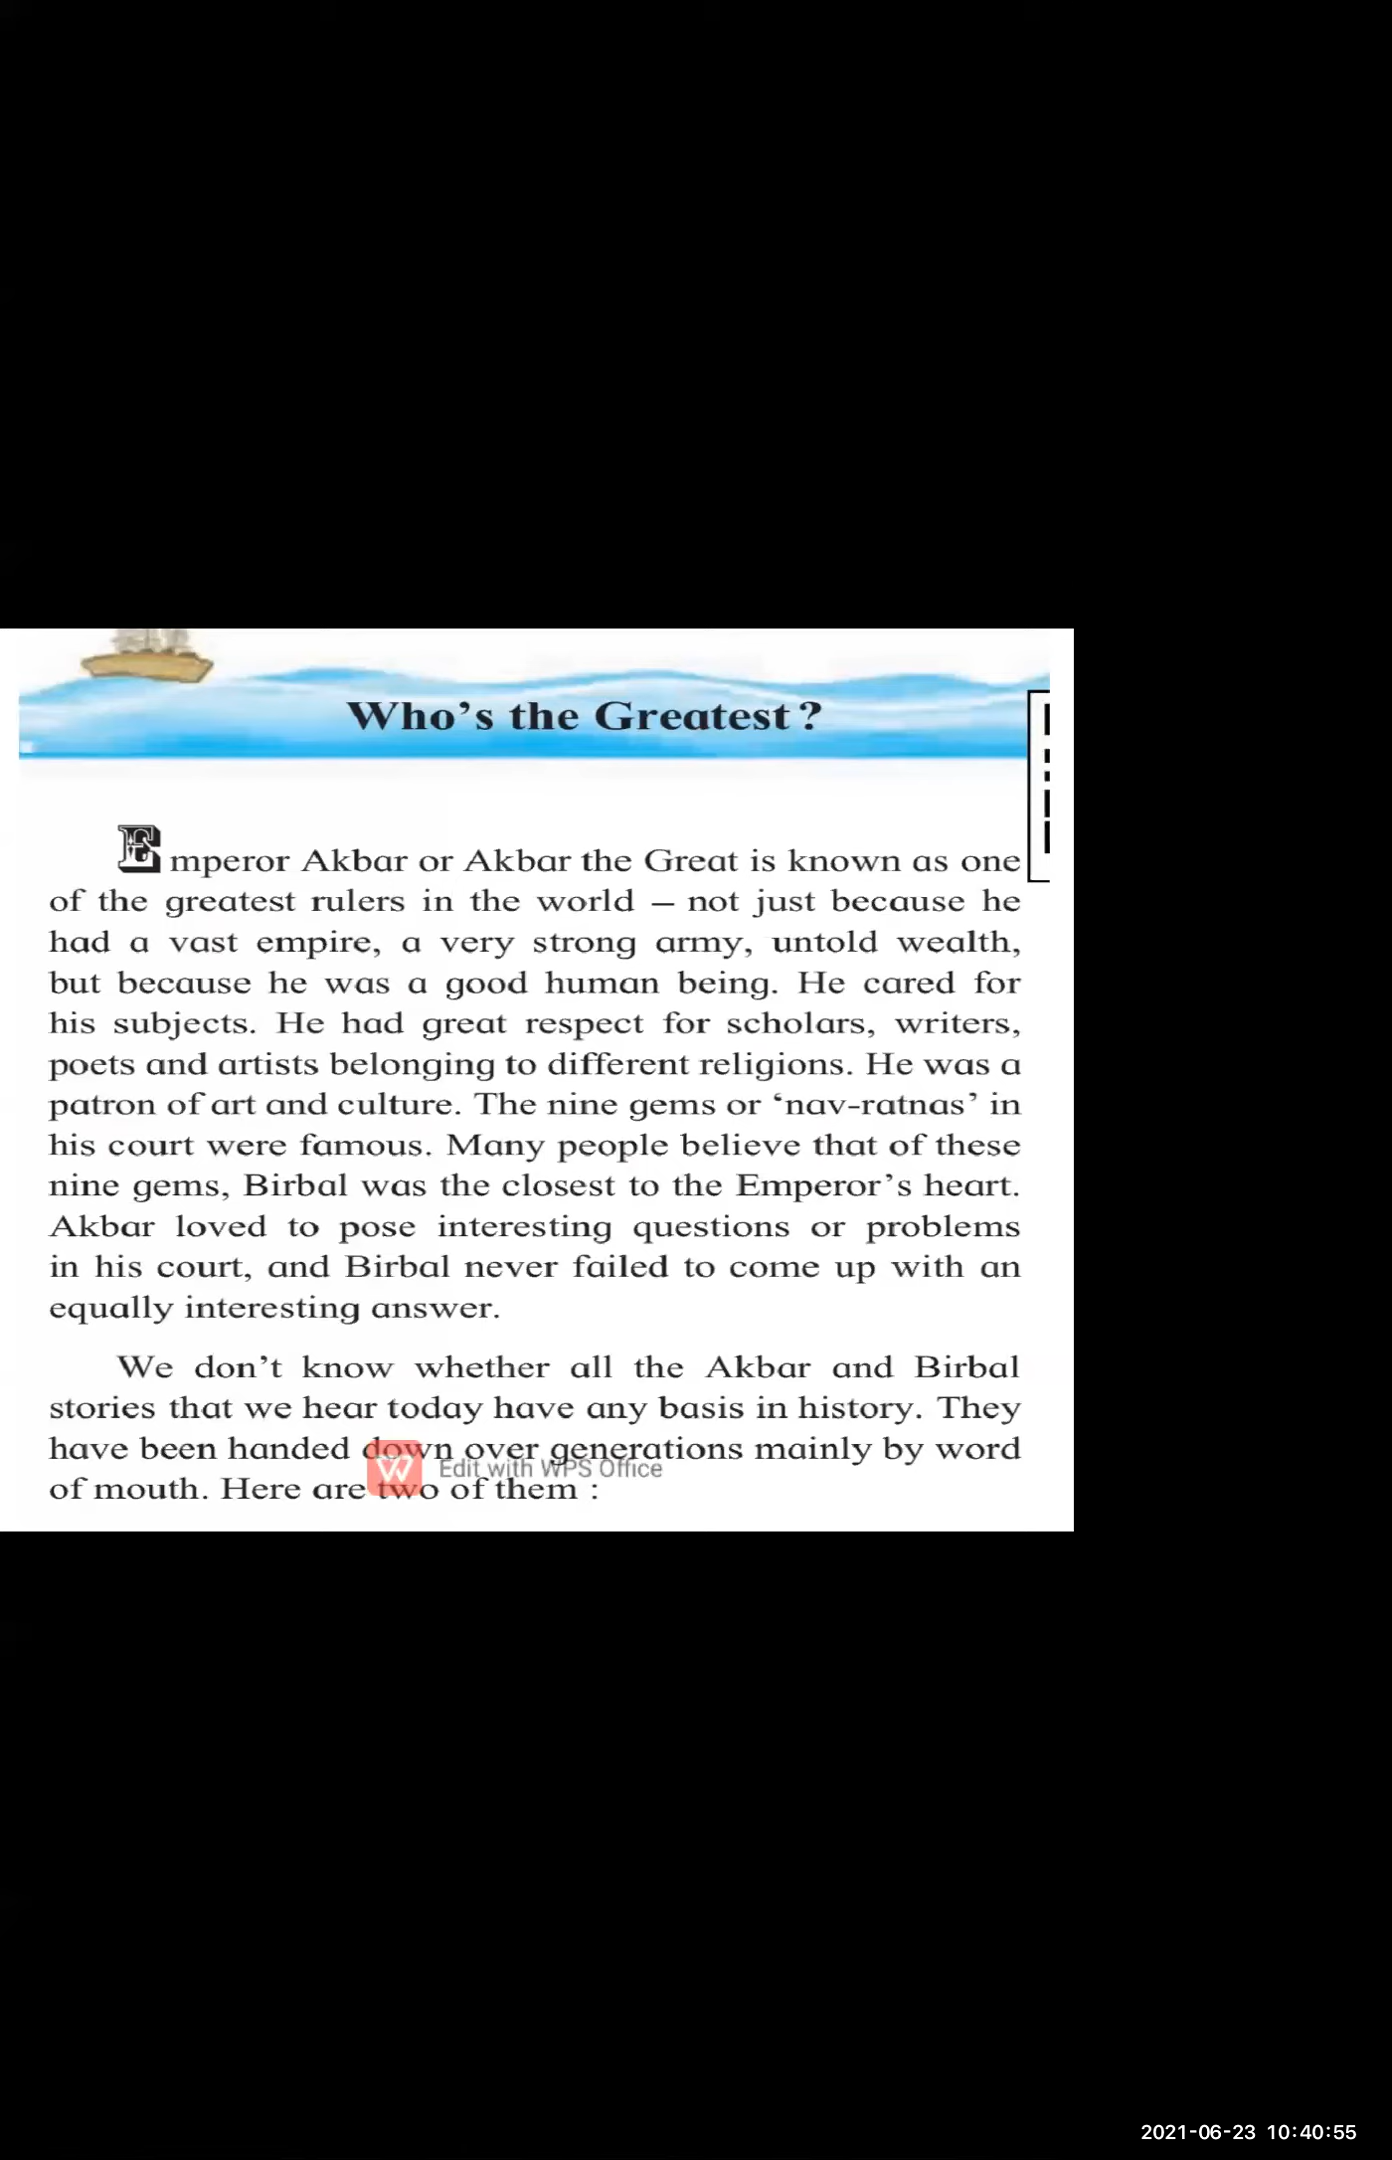 Who's the Greatest?
Emperor Akbar or Akbar the Great is known as one
of the greatest rulers in the world – not just because he
had a vast empire, a very strong army, untold wealth,
but because he was a good human being. He cared for
his subjects. He had great respect for scholars, writers,
poets and artists belonging to different religions. He was a
patron of art and culture. The nine gems or ‘nav-ratnas’ in
his court were famous. Many people believe that of these
nine gems, Birbal was the closest to the Emperor’s heart.
Akbar loved to pose interesting questions or problems
in his court, and Birbal never failed to come up with an
equally interesting answer.
We don’t know whether all the Akbar and Birbal
stories that we hear today have any basis in history. They
have been handed down over generations mainly by word
Edit with WPS Office
of mouth. Here are two of them :
2021-06-23 10:40:55